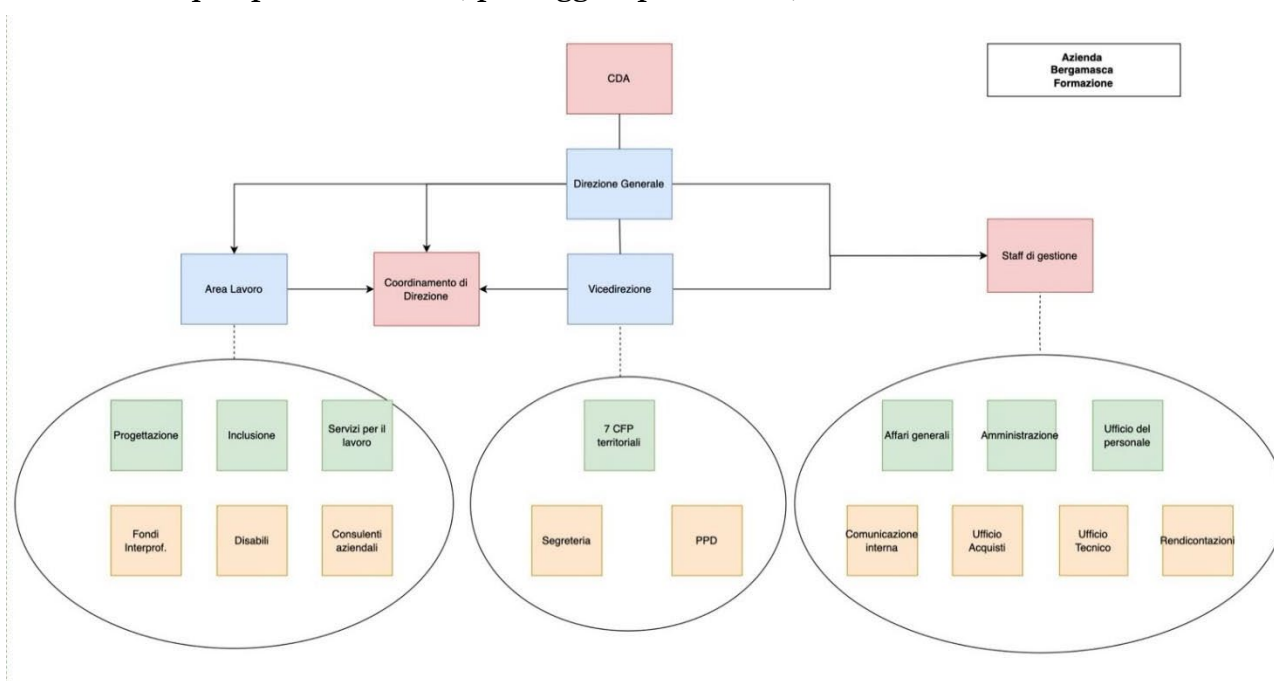 CDA
Azienda
Bergamasca
Formazione
Direzione Generale
Area Lavoro
Coordinamento di
Direzione
Vicedirezione
Staff di gestione
Progettazione
Inclusione
Servizi per il
lavoro
Fondi
Interprof.
Disabili
Consulenti
aziendali
7 CFP
territoriali
Segreteria
PPD
Affari generali
Amministrazione
Ufficio del
personale
Comunicazione
interna
Ufficio
Acquisti
Ufficio
Tecnico
Rendicontazioni